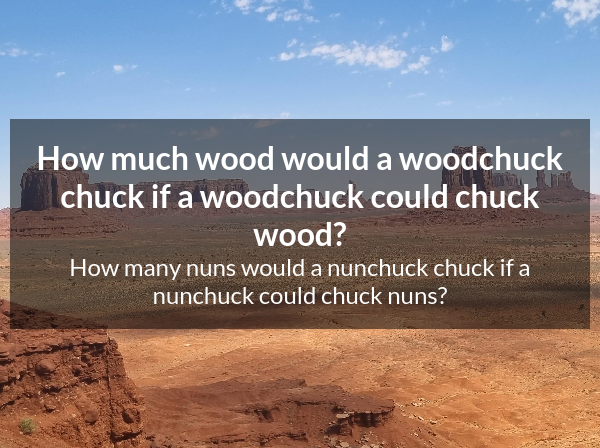 How much wood would a woodchuck
chuck if a woodchuck could chuck
wood?
How many nuns would a nunchuck chuck if a
nunchuck could chuck nuns?